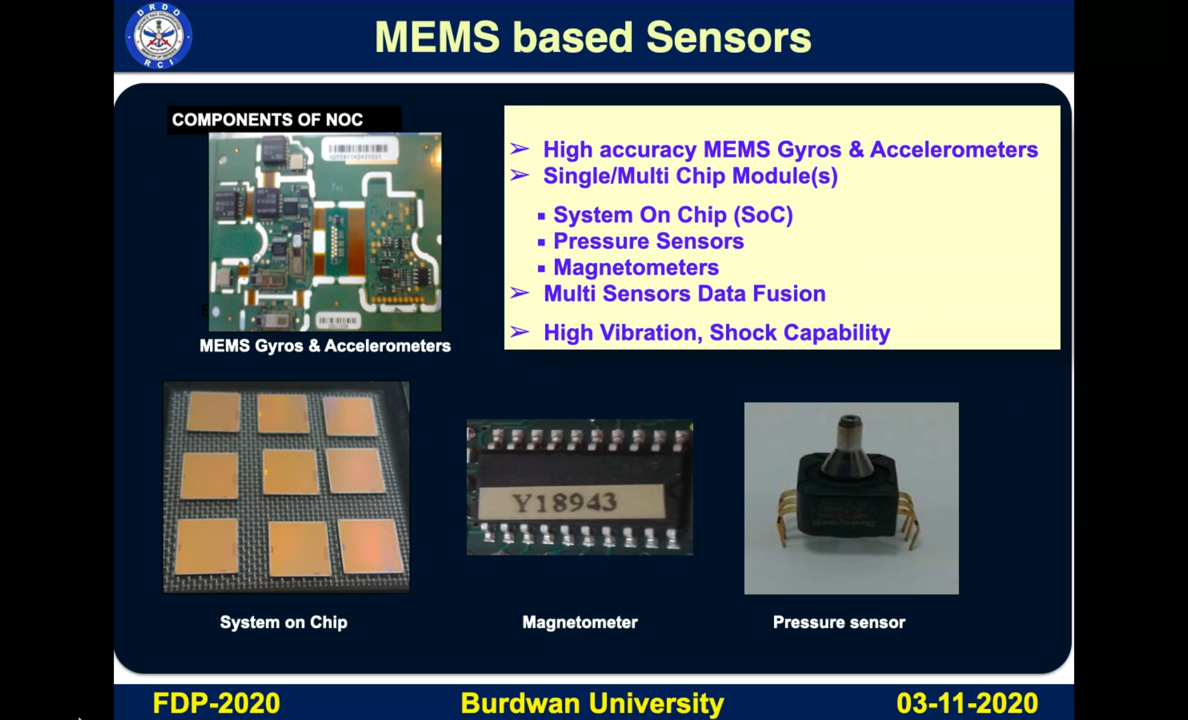 DRDO
RCI
MEMS based Sensors
COMPONENTS OF NOC
MEMS Gyros & Accelerometers
➢ High accuracy MEMS Gyros & Accelerometers
➢ Single/Multi Chip Module(s)
▪ System On Chip (SoC)
▪ Pressure Sensors
▪ Magnetometers
➢ Multi Sensors Data Fusion
➢ High Vibration, Shock Capability
Y18943
System on Chip
Magnetometer
Pressure sensor
FDP-2020
Burdwan University
03-11-2020